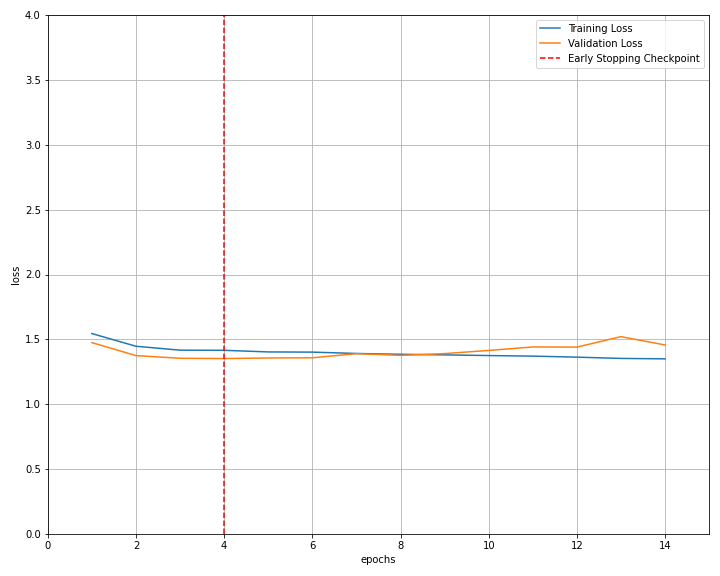 4.0
3.5
3.0
2.5
2.0
1.5
1.0
0.5
0.0
loss
Training Loss
Validation Loss
Early Stopping Checkpoint
0 2 4 6 8 10 12 14
epochs